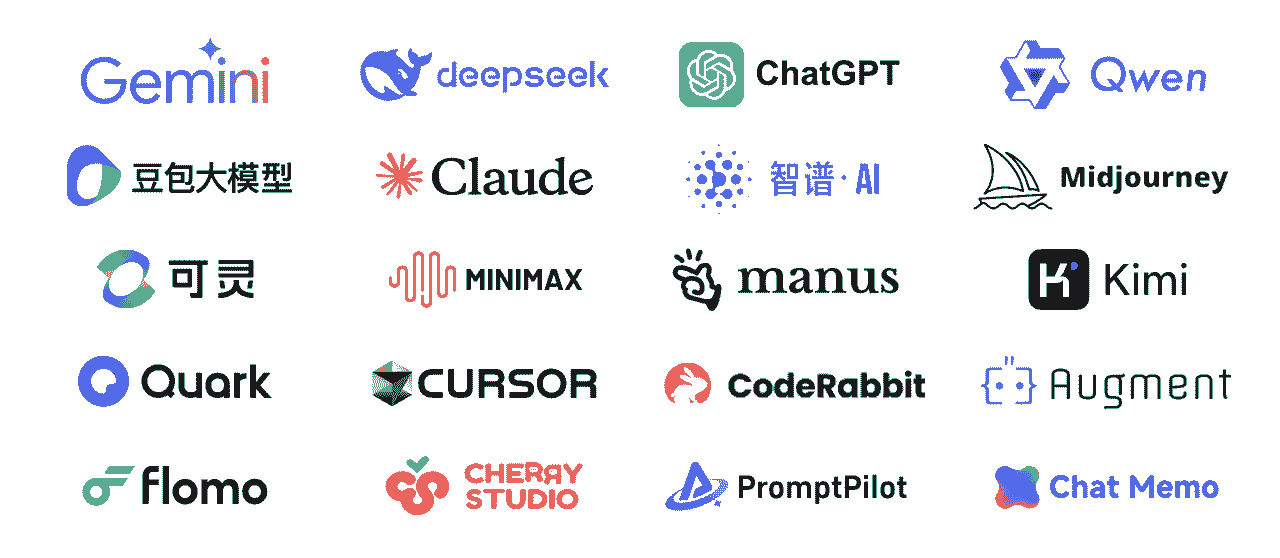 Gemini
deepseek
ChatGPT
Qwen
豆包大模型
Claude
智谱·AI
Midjourney
可灵
MINIMAX
manus
Kimi
Quark
CURSOR
CodeRabbit
Augment
flomo
CHERRY
STUDIO
PromptPilot
Chat Memo